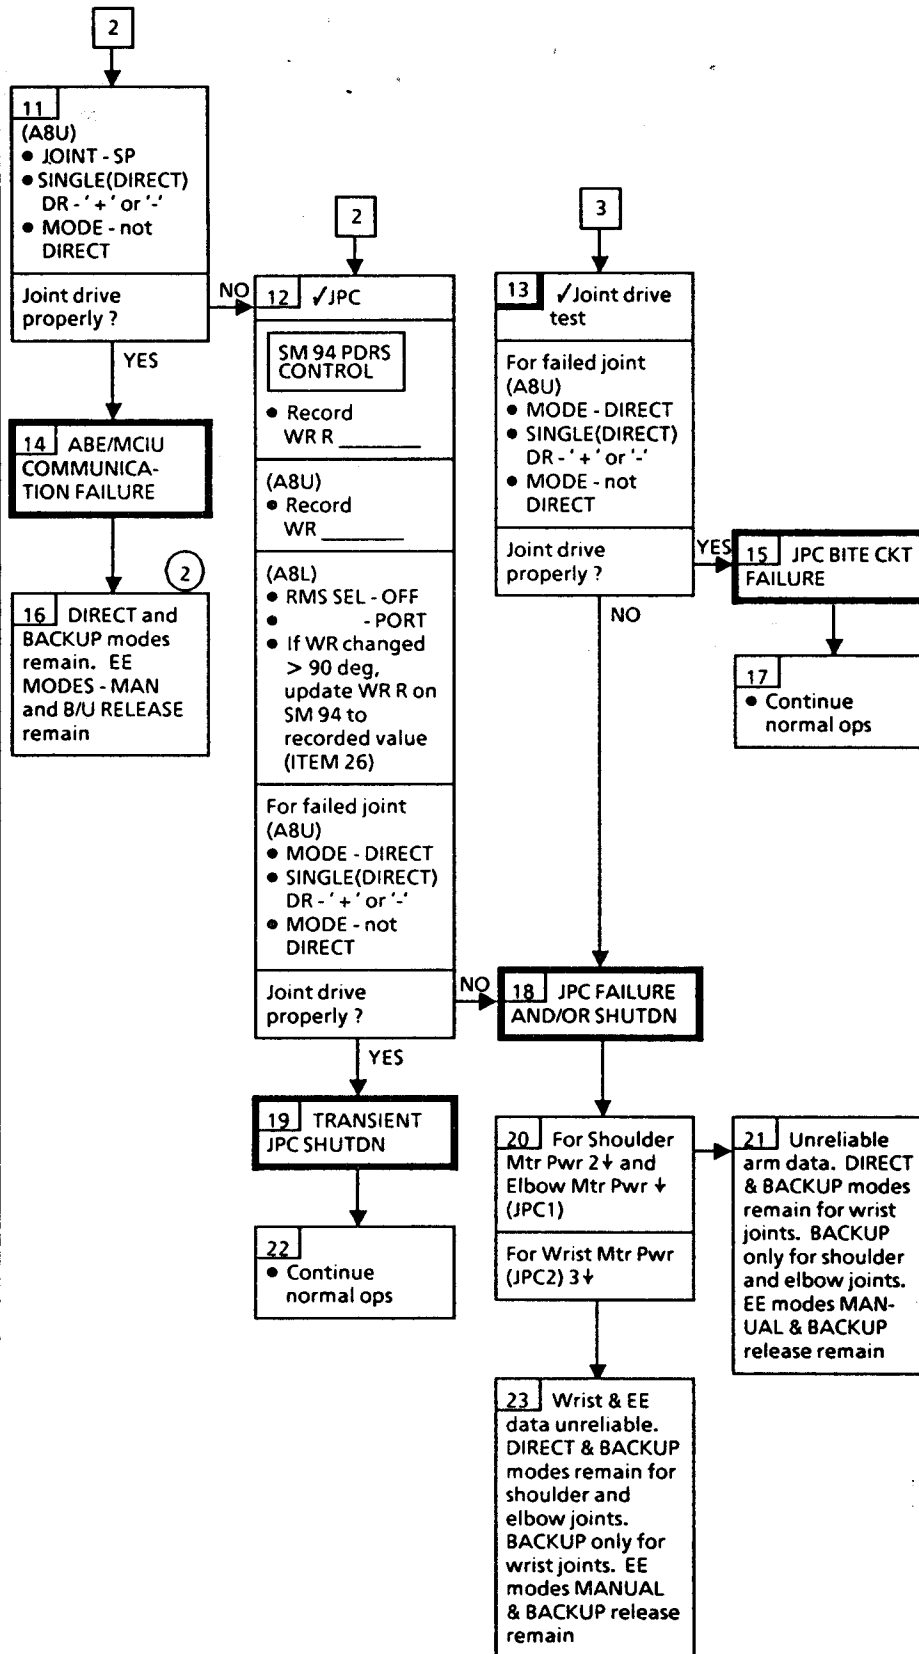 2
11
(A8U)
• JOINT - SP
• SINGLE(DIRECT)
DR - '+' or '-'
• MODE - not
DIRECT
Joint drive
properly ?
NO
YES
14 ABE/MCIU
COMMUNICA-
TION FAILURE
2
16 DIRECT and
BACKUP modes
remain. EE
MODES - MAN
and B/U RELEASE
remain
2
12 ✓JPC
SM 94 PDRS
CONTROL
• Record
WR R ________
(A8U)
• Record
WR ________
(A8L)
• RMS SEL - OFF
• - PORT
• If WR changed
> 90 deg,
update WR R on
SM 94 to
recorded value
(ITEM 26)
For failed joint
(A8U)
• MODE - DIRECT
• SINGLE(DIRECT)
DR - '+' or '-'
• MODE - not
DIRECT
Joint drive
properly ?
NO
YES
19 TRANSIENT
JPC SHUTDN
22
• Continue
normal ops
3
13 ✓Joint drive
test
For failed joint
(A8U)
• MODE - DIRECT
• SINGLE(DIRECT)
DR - '+' or '-'
• MODE - not
DIRECT
Joint drive
properly ?
YES
NO
15 JPC BITE CKT
FAILURE
17
• Continue
normal ops
18 JPC FAILURE
AND/OR SHUTDN
20 For Shoulder
Mtr Pwr 2↓ and
Elbow Mtr Pwr ↓
(JPC1)
For Wrist Mtr Pwr
(JPC2) 3↓
21 Unreliable
arm data. DIRECT
& BACKUP modes
remain for wrist
joints. BACKUP
only for shoulder
and elbow joints.
EE modes MAN-
UAL & BACKUP
release remain
23 Wrist & EE
data unreliable.
DIRECT & BACKUP
modes remain for
shoulder and
elbow joints.
BACKUP only for
wrist joints. EE
modes MANUAL
& BACKUP release
remain